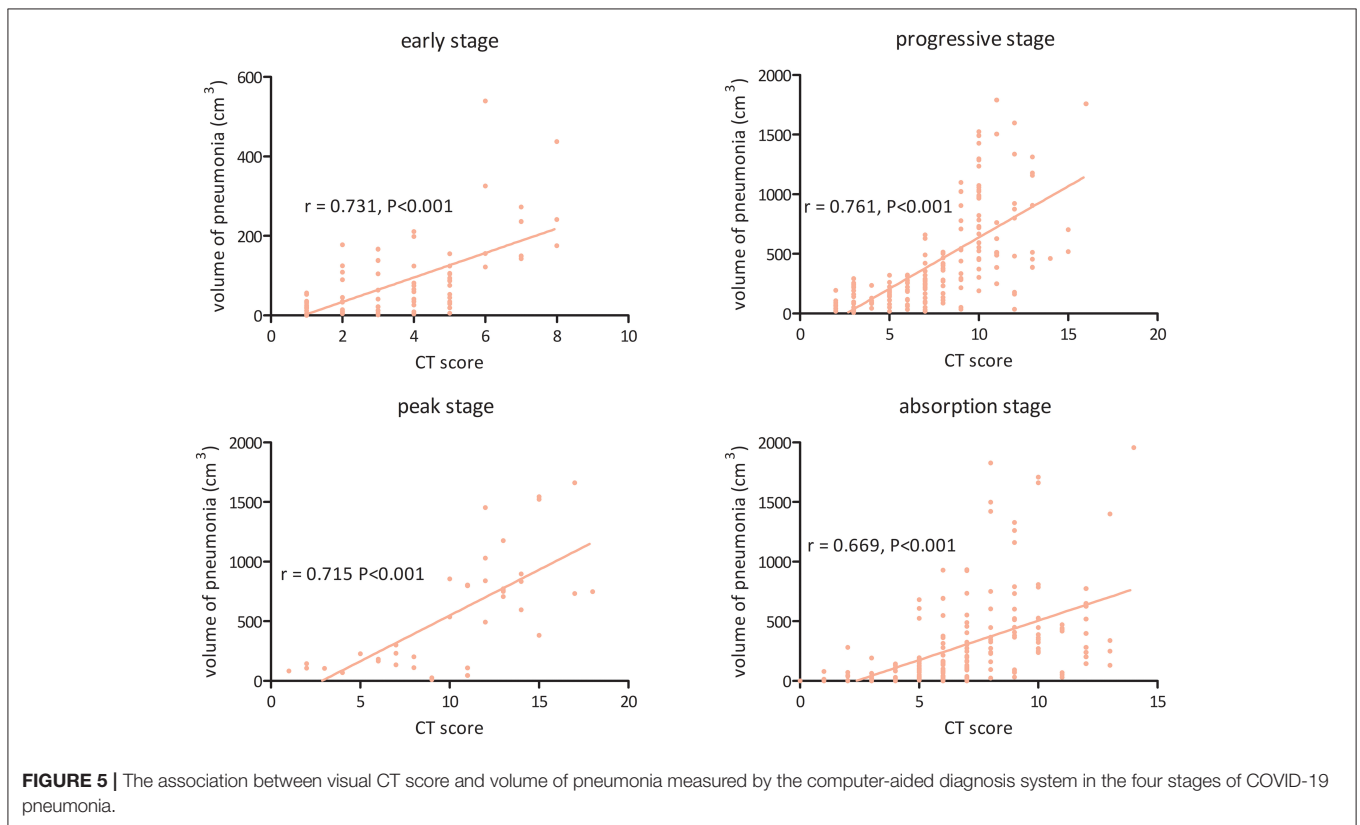 early stage
volume of pneumonia (cm3)
600
400
200
0
0 2 4 6 8 10
r = 0.731, P<0.001
CT score
progressive stage
volume of pneumonia (cm3)
2000
1500
1000
500
0
0 5 10 15 20
r = 0.761, P<0.001
CT score
peak stage
volume of pneumonia (cm3)
2000
1500
1000
500
0
0 5 10 15 20
r = 0.715 P<0.001
CT score
absorption stage
volume of pneumonia (cm3)
2000
1500
1000
500
0
0 5 10 15
r = 0.669, P<0.001
CT score
FIGURE 5 | The association between visual CT score and volume of pneumonia measured by the computer-aided diagnosis system in the four stages of COVID-19
pneumonia.